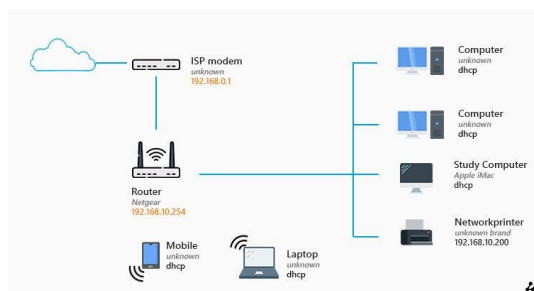 ISP modem
unknown
192.168.0.1
Router
Netgear
192.168.10.254
Mobile
unknown
dhcp
Laptop
unknown
dhcp
Computer
unknown
dhcp
Computer
unknown
dhcp
Study Computer
Apple iMac
dhcp
Networkprinter
unknown brand
192.168.10.200